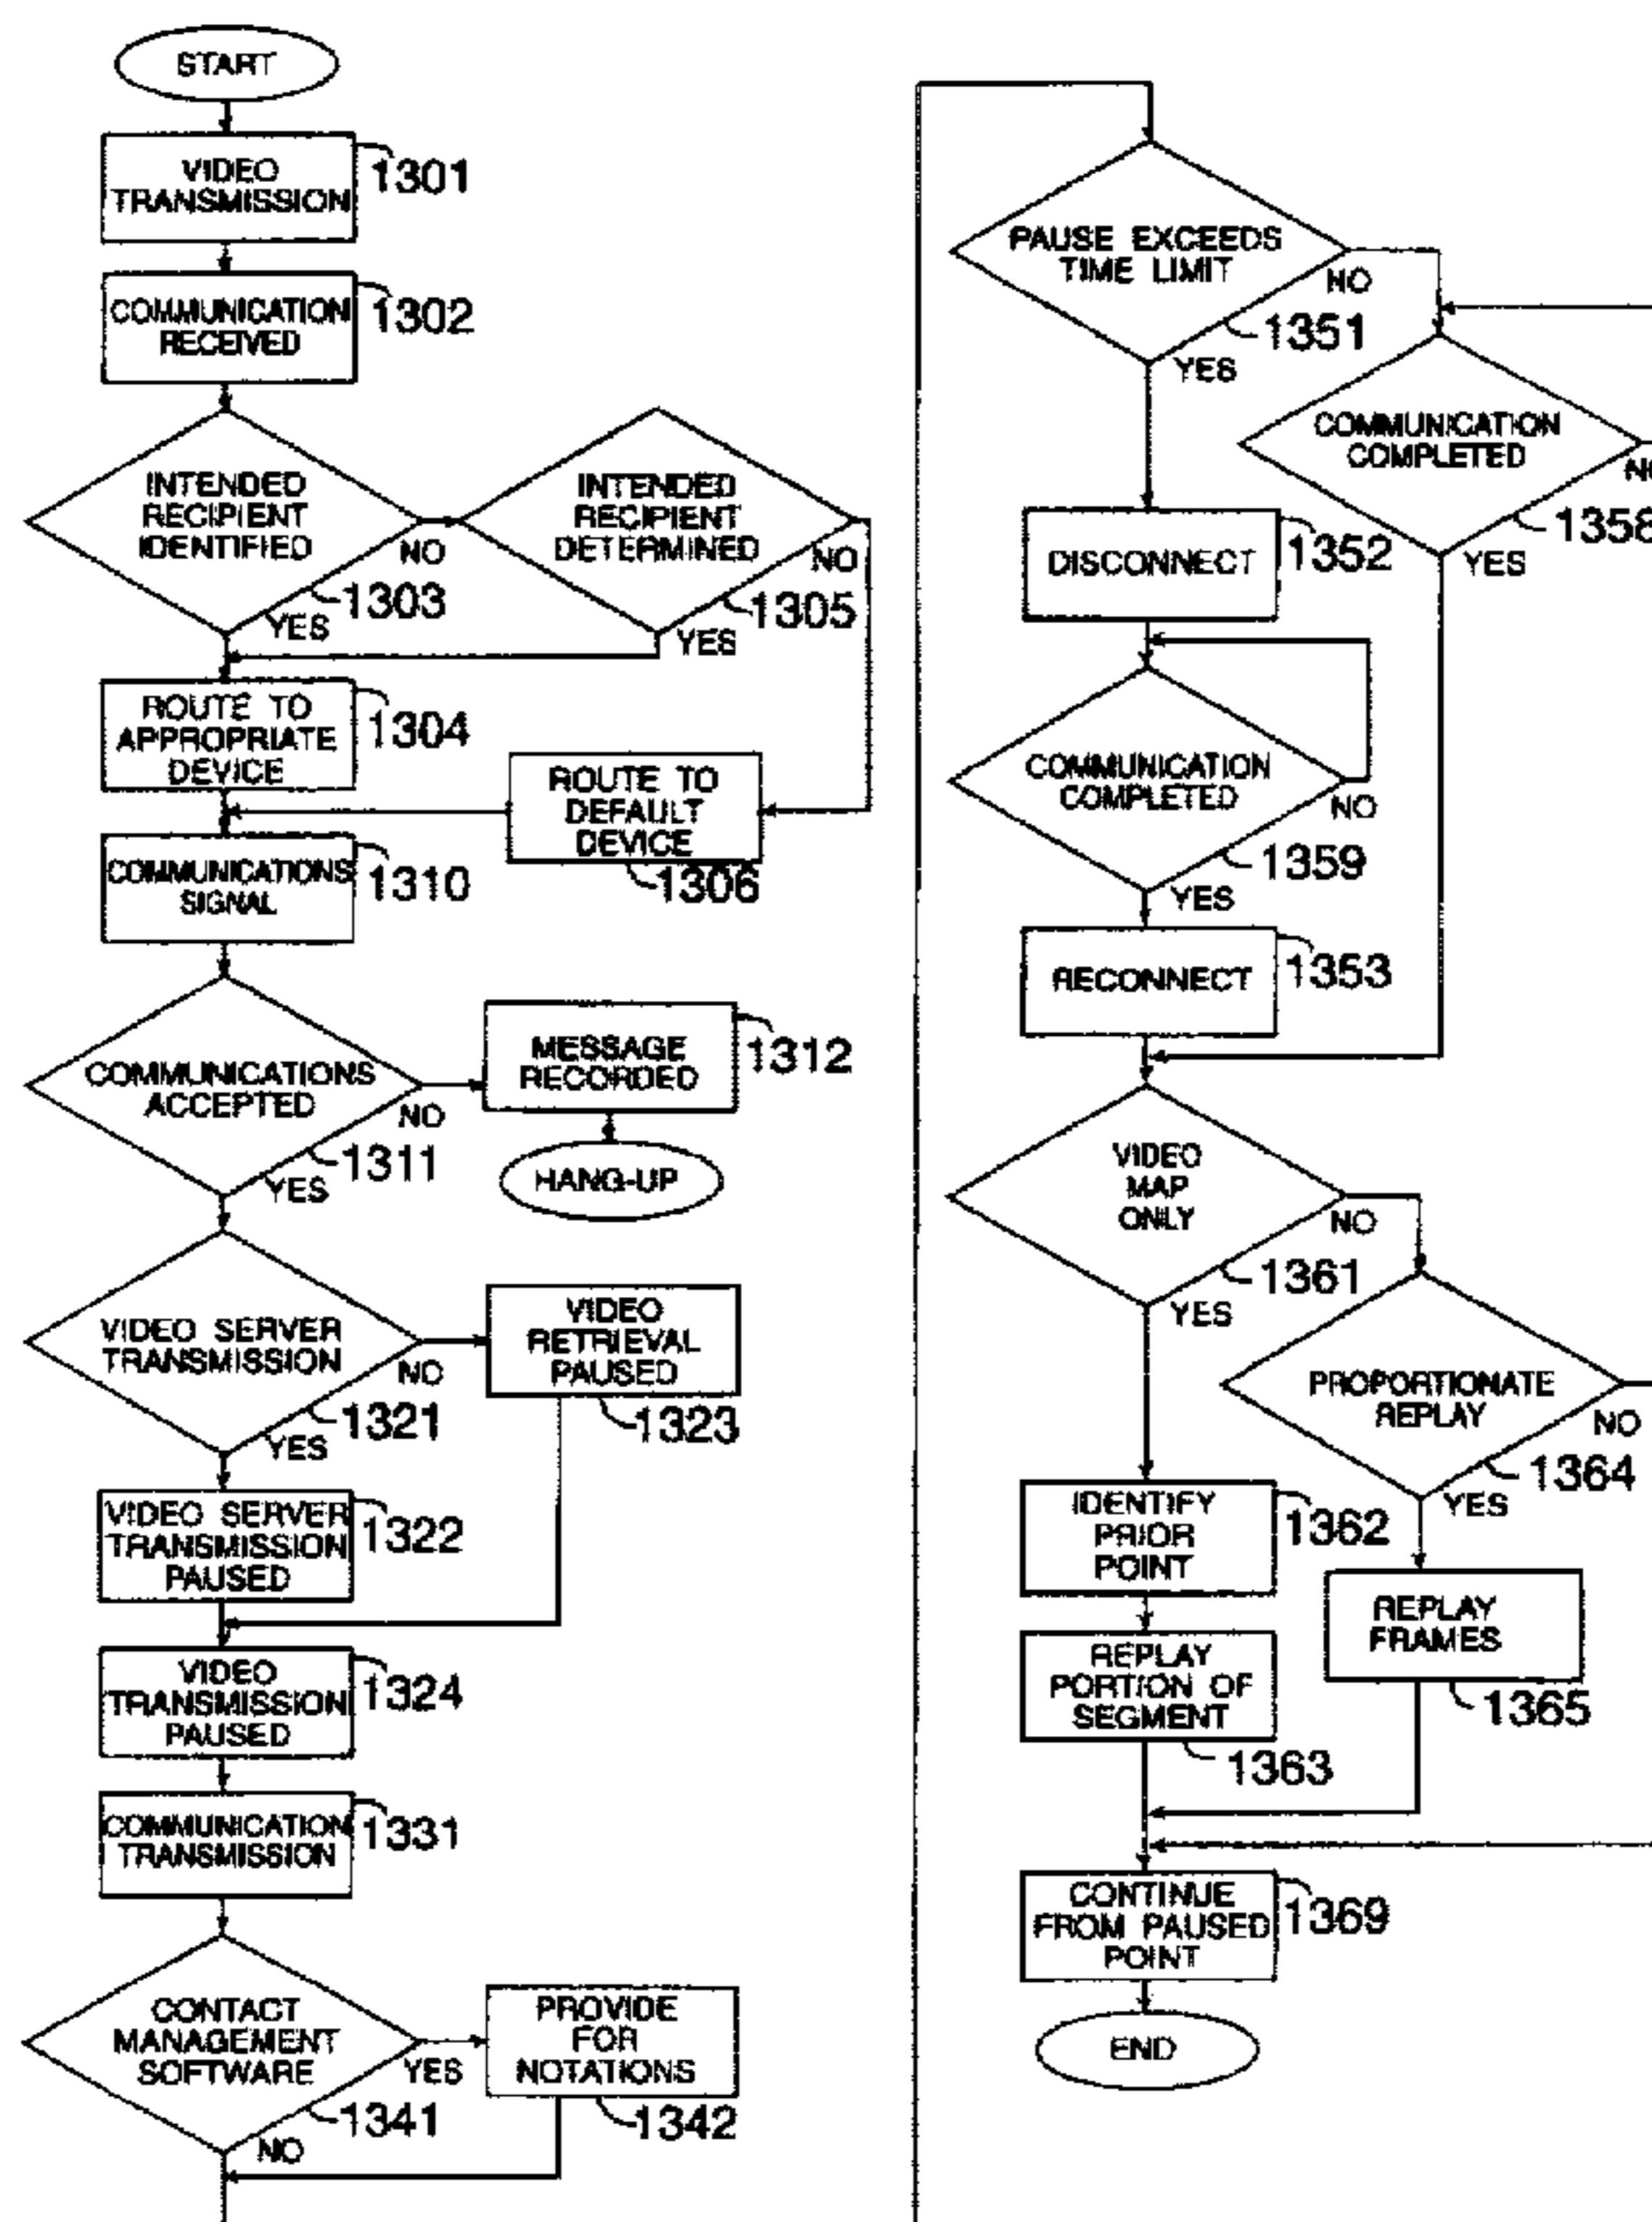 START
VIDEO
TRANSMISSION
1301
COMMUNICATION
RECEIVED
1302
INTENDED
RECIPIENT
IDENTIFIED
NO
1303
YES
INTENDED
RECIPIENT
DETERMINED
NO
1305
YES
ROUTE TO
APPROPRIATE
DEVICE
1304
ROUTE TO
DEFAULT
DEVICE
1306
COMMUNICATIONS
SIGNAL
1310
COMMUNICATIONS
ACCEPTED
NO
1311
YES
MESSAGE
RECORDED
1312
HANG-UP
VIDEO SERVER
TRANSMISSION
NO
1321
YES
VIDEO
RETRIEVAL
PAUSED
1323
VIDEO SERVER
TRANSMISSION
PAUSED
1322
VIDEO
TRANSMISSION
PAUSED
1324
COMMUNICATION
TRANSMISSION
1331
CONTACT
MANAGEMENT
SOFTWARE
YES
1341
NO
PROVIDE
FOR
NOTATIONS
1342
PAUSE EXCEEDS
TIME LIMIT
NO
1351
YES
COMMUNICATION
COMPLETED
NO
1358
YES
DISCONNECT
1352
COMMUNICATION
COMPLETED
NO
1359
YES
RECONNECT
1353
VIDEO
MAP
ONLY
NO
1361
YES
PROPORTIONATE
REPLAY
NO
1364
YES
IDENTIFY
PRIOR
POINT
1362
REPLAY
FRAMES
1365
REPLAY
PORTION OF
SEGMENT
1363
CONTINUE
FROM PAUSED
POINT
1369
END